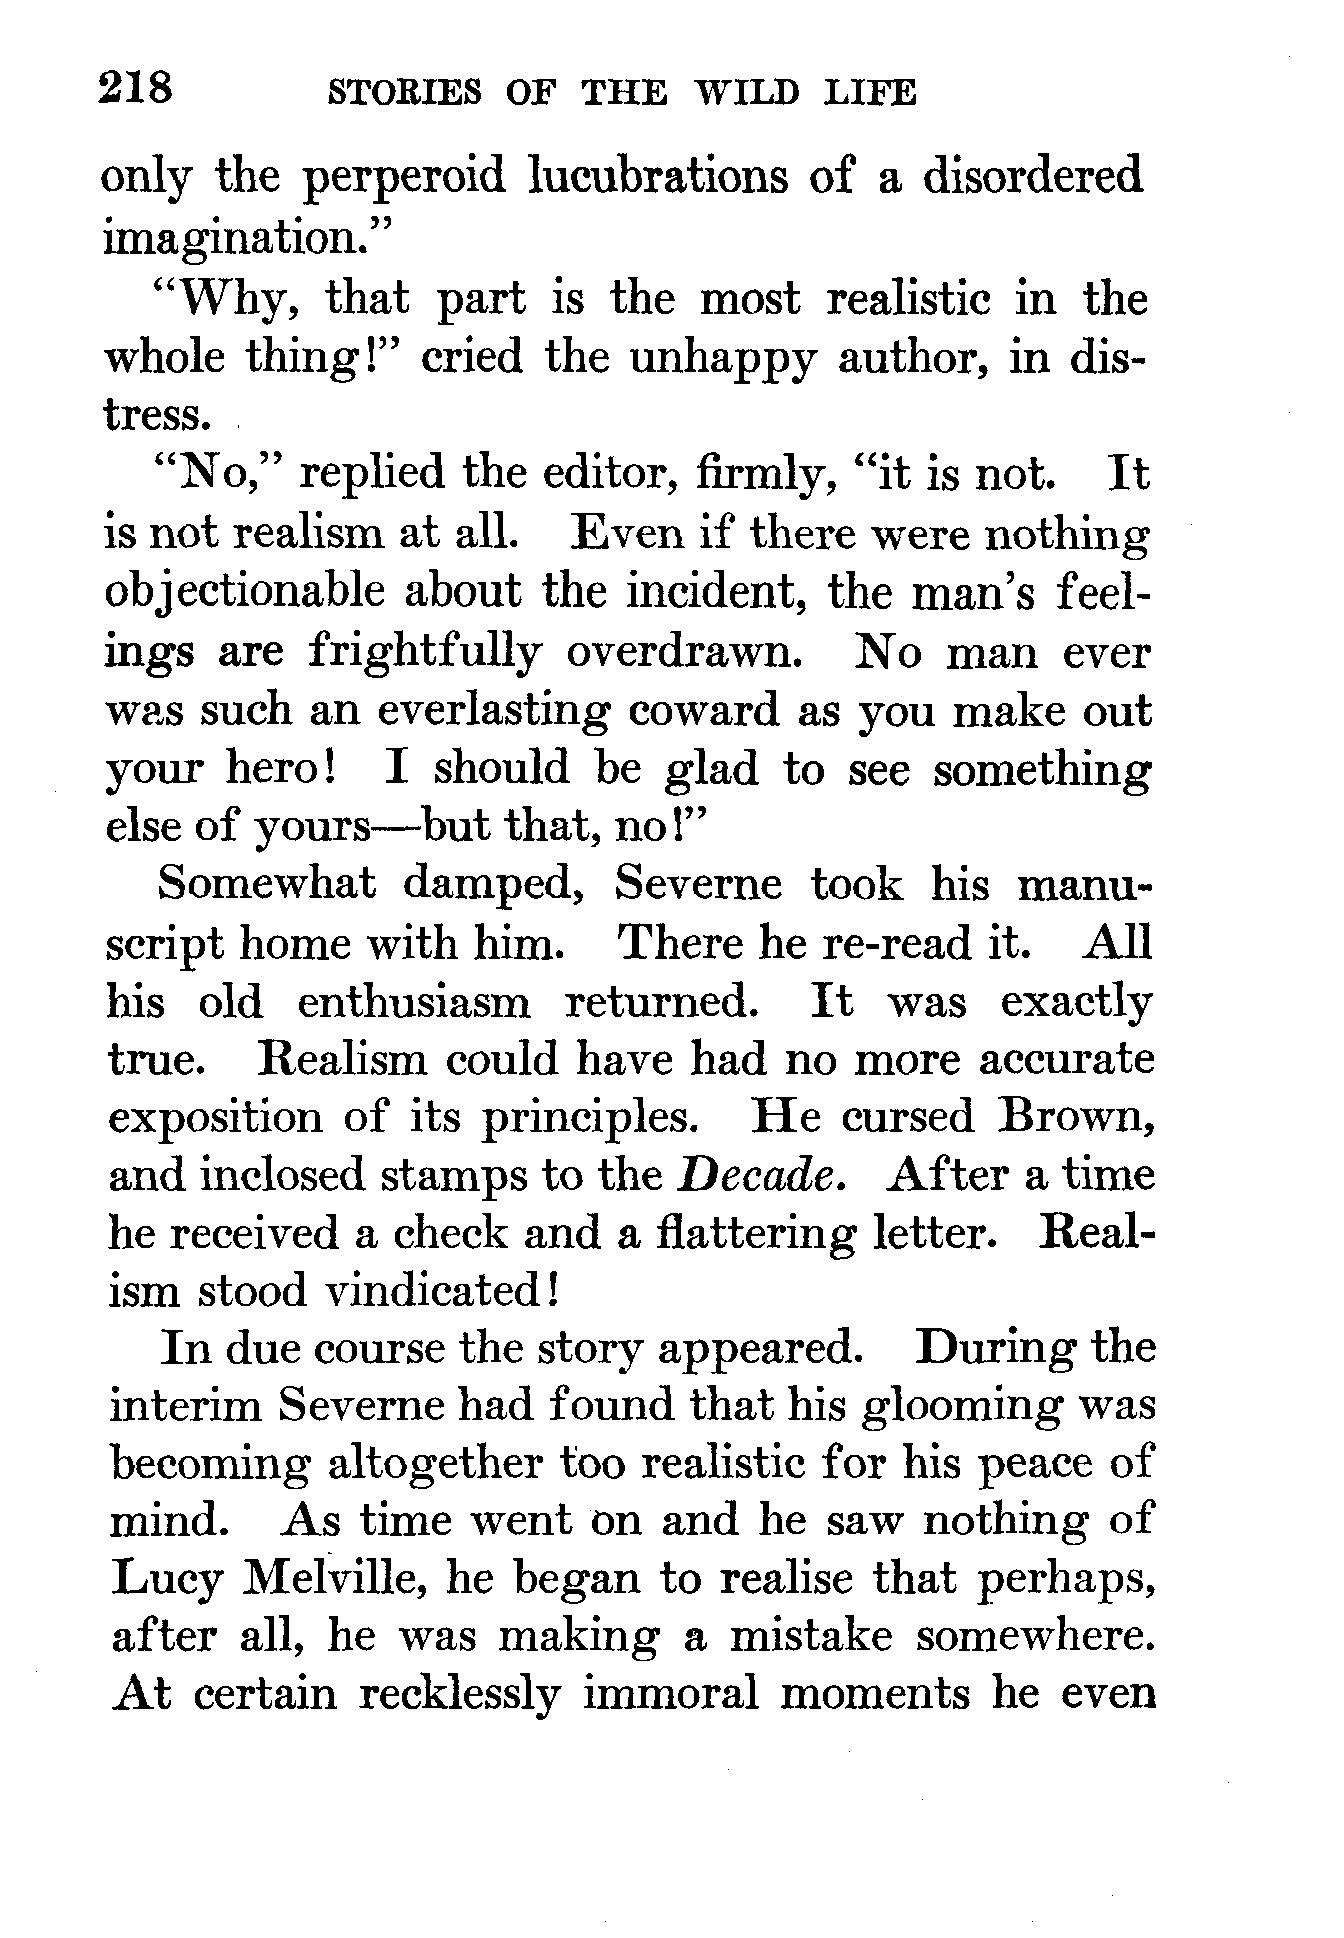 218 STORIES OF THE WILD LIFE
only the perperoid lucubrations of a disordered
imagination.”
“Why, that part is the most realistic in the
whole thing!” cried the unhappy author, in dis-
tress.
“No,” replied the editor, firmly, “it is not. It
is not realism at all. Even if there were nothing
objectionable about the incident, the man’s feel-
ings are frightfully overdrawn. No man ever
was such an everlasting coward as you make out
your hero! I should be glad to see something
else of yours—but that, no!”
Somewhat damped, Severne took his manu-
script home with him. There he re-read it. All
his old enthusiasm returned. It was exactly
true. Realism could have had no more accurate
exposition of its principles. He cursed Brown,
and inclosed stamps to the Decade. After a time
he received a check and a flattering letter. Real-
ism stood vindicated!
In due course the story appeared. During the
interim Severne had found that his glooming was
becoming altogether too realistic for his peace of
mind. As time went on and he saw nothing of
Lucy Melville, he began to realise that perhaps,
after all, he was making a mistake somewhere.
At certain recklessly immoral moments he even